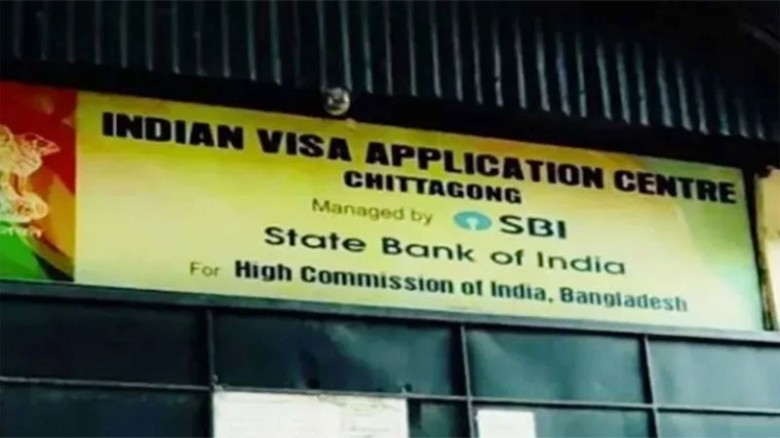 INDIAN VISA APPLICATION CENTRE
CHITTAGONG
Managed by SBI
State Bank of India
For High Commission of India, Bangladesh